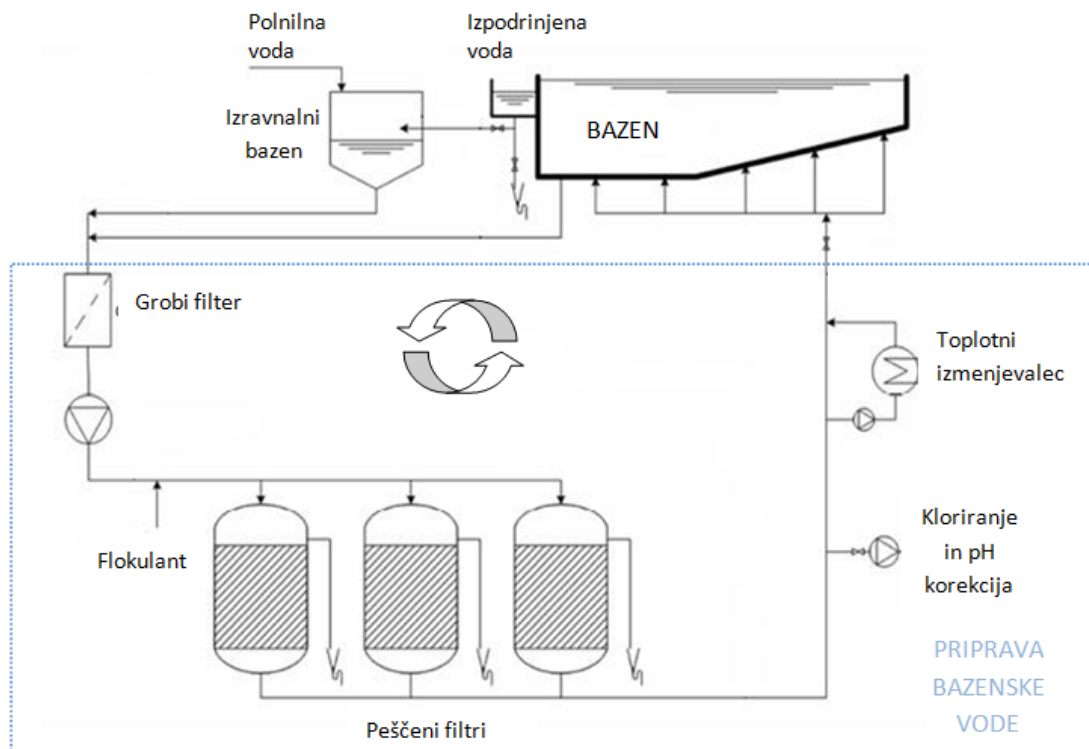 Polnilna
voda
Izpodrinjena
voda
Izravnalni
bazen
BAZEN
Grobi filter
Toplotni
izmenjevalec
Flokulant
Kloriranje
in pH
korekcija
PRIPRAVA
BAZENSKE
VODE
Peščeni filtri